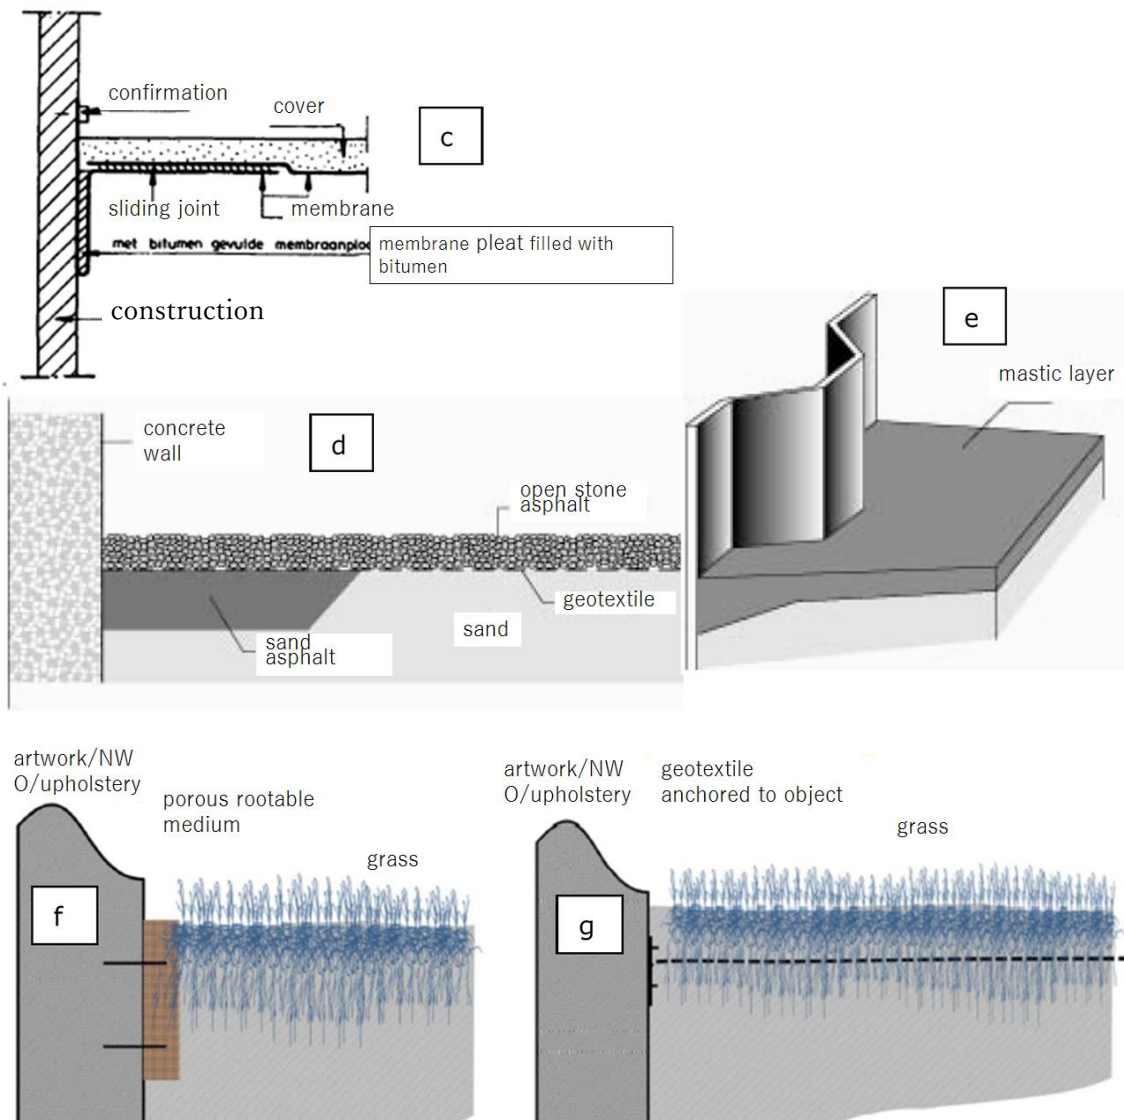 confirmation
cover
c
sliding joint
membrane
met bitumen gevulde membraanploo
membrane pleat filled with
bitumen
construction
e
mastic layer
concrete
wall
d
open stone
asphalt
geotextile
sand
sand
asphalt
artwork/NW
O/upholstery
porous rootable
medium
grass
f
artwork/NW
O/upholstery
geotextile
anchored to object
grass
g